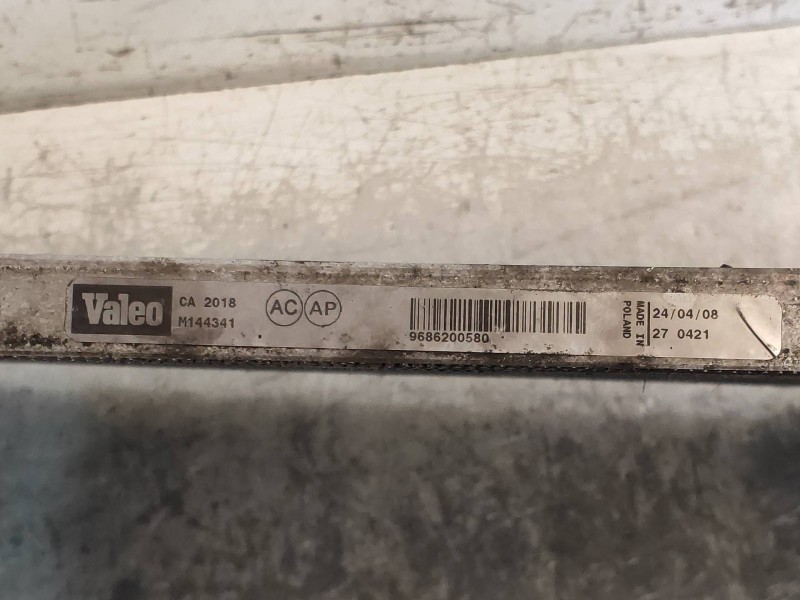 Valeo
CA 2018
M144341
AC AP
9686200580
MADE IN
POLAND
24/04/08
27 0421